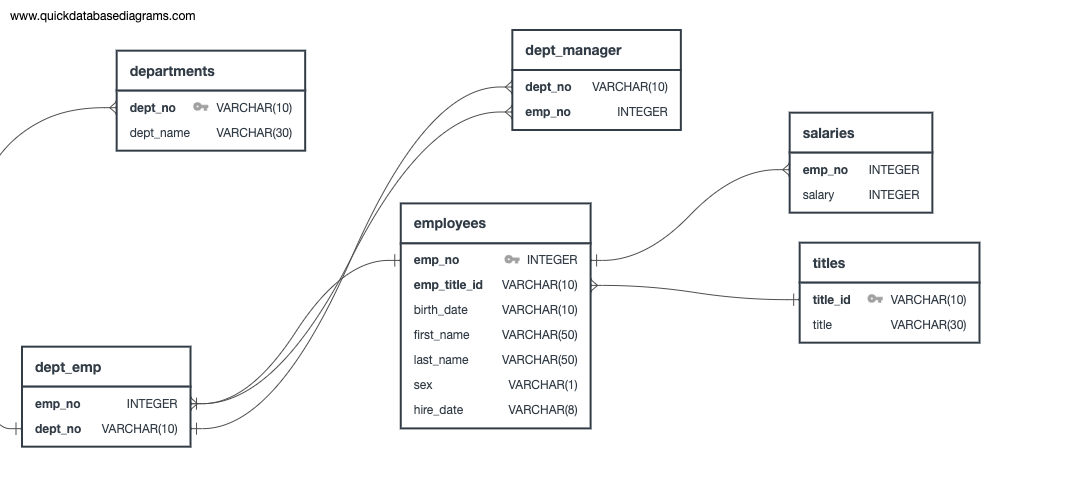 www.quickdatabasediagrams.com
departments
dept_no VARCHAR(10)
dept_name VARCHAR(30)
dept_manager
dept_no VARCHAR(10)
emp_no INTEGER
salaries
emp_no INTEGER
salary INTEGER
employees
emp_no INTEGER
emp_title_id VARCHAR(10)
birth_date VARCHAR(10)
first_name VARCHAR(50)
last_name VARCHAR(50)
sex VARCHAR(1)
hire_date VARCHAR(8)
titles
title_id VARCHAR(10)
title VARCHAR(30)
dept_emp
emp_no INTEGER
dept_no VARCHAR(10)